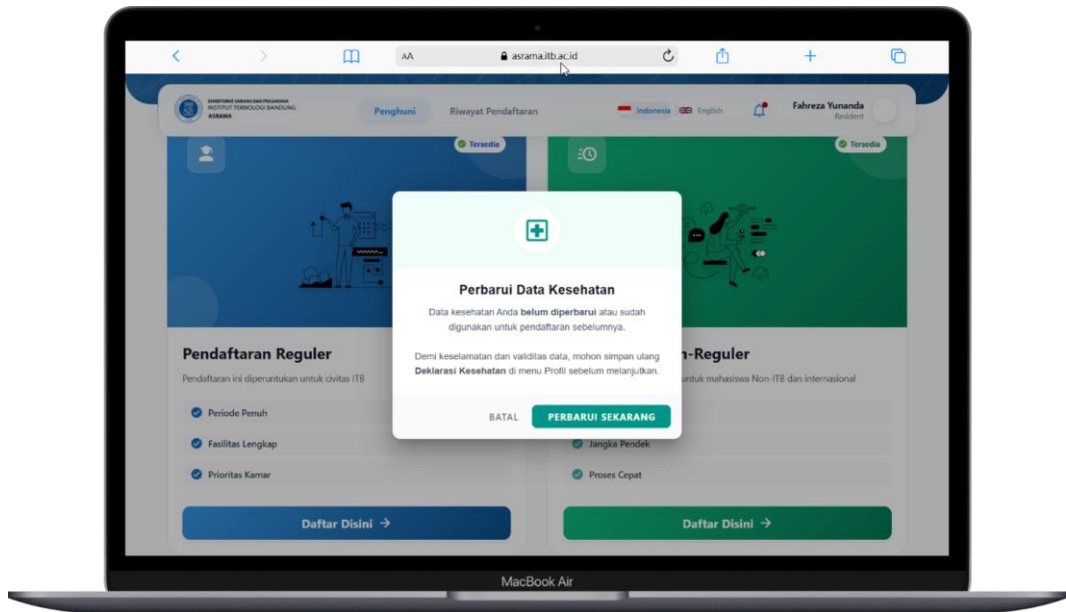 AA
asrama.itb.ac.id
DIREKTORAT SARANA DAN PRASARANA
INSTITUT TEKNOLOGI BANDUNG
ASRAMA
Penghuni
Riwayat Pendaftaran
Indonesia
English
Fahreza Yunanda
Resident
Tersedia
Tersedia
Perbarui Data Kesehatan
Data kesehatan Anda belum diperbarui atau sudah
digunakan untuk pendaftaran sebelumnya.
Demi keselamatan dan validitas data, mohon simpan ulang
Deklarasi Kesehatan di menu Profil sebelum melanjutkan.
BATAL
PERBARUI SEKARANG
Pendaftaran Reguler
Pendaftaran ini diperuntukan untuk civitas ITB
Periode Penuh
Fasilitas Lengkap
Prioritas Kamar
Daftar Disini
n-Reguler
untuk mahasiswa Non-ITB dan internasional
Jangka Pendek
Proses Cepat
Daftar Disini
MacBook Air